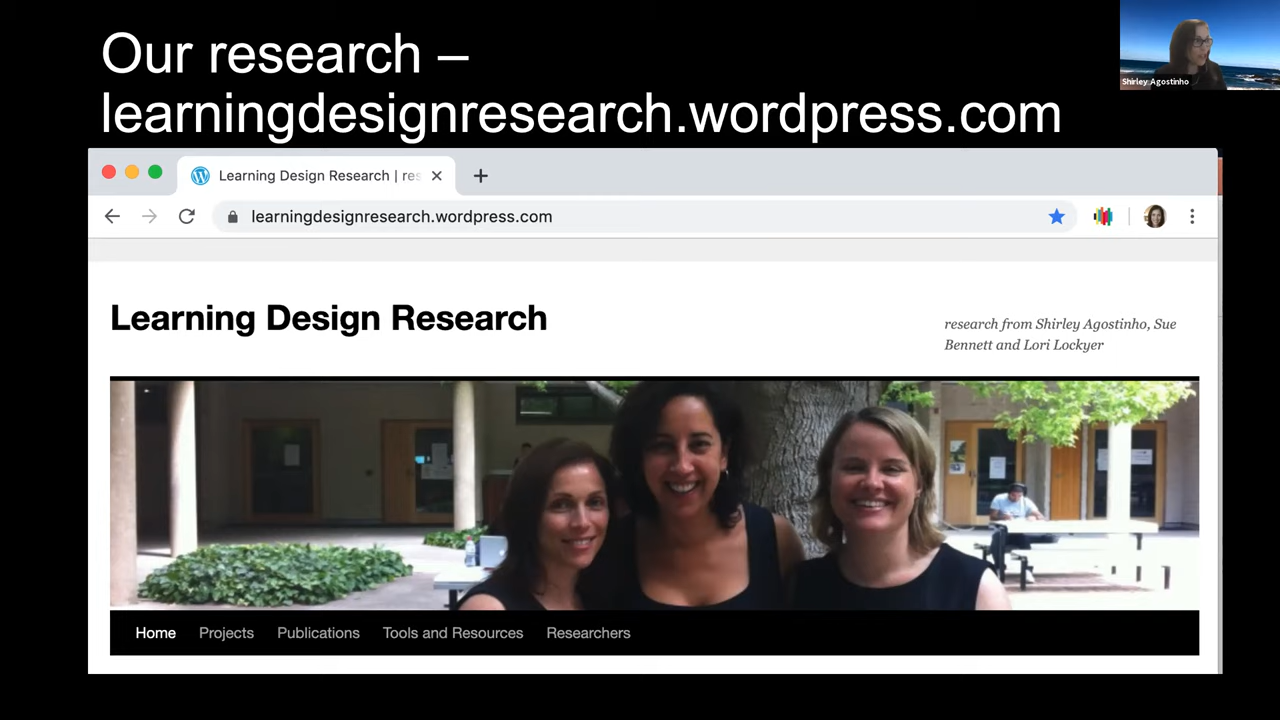 Our research –
learningdesignresearch.wordpress.com
Shirley Agostinho
Learning Design Research | res
learningdesignresearch.wordpress.com
Learning Design Research
research from Shirley Agostinho, Sue
Bennett and Lori Lockyer
Home Projects Publications Tools and Resources Researchers